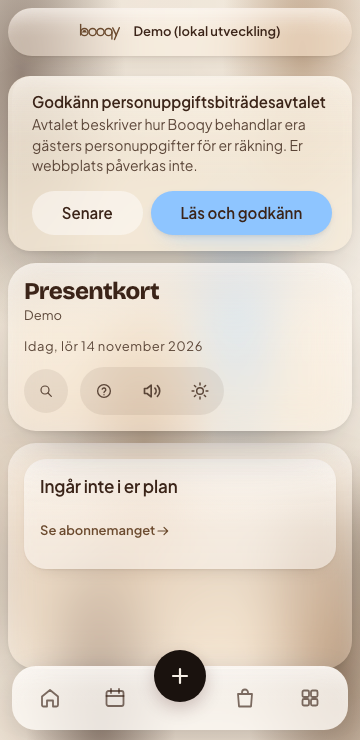 booqy Demo (lokal utveckling)
Godkänn personuppgiftsbiträdesavtalet
Avtalet beskriver hur Booqy behandlar era
gästers personuppgifter för er räkning. Er
webbplats påverkas inte.
Senare Läs och godkänn
Presentkort
Demo
Idag, lör 14 november 2026
Ingår inte i er plan
Se abonnemanget→